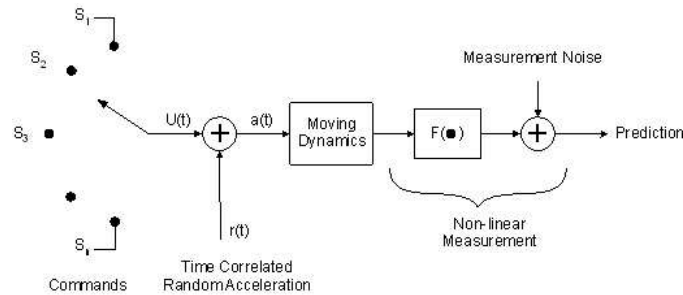 S1
S2
S3
Sn
Commands
U(t)
+
r(t)
Time Correlated
Random Acceleration
a(t)
Moving
Dynamics
F(●)
Measurement Noise
+
Prediction
Non-linear
Measurement